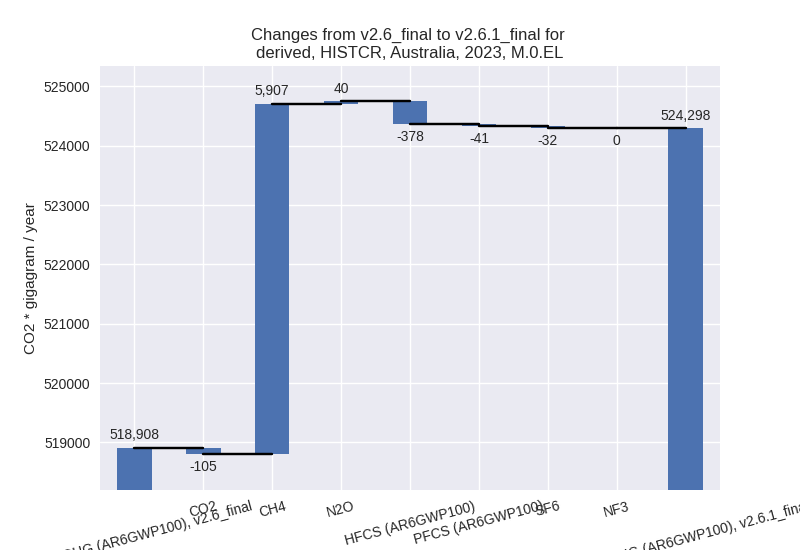 Changes from v2.6_final to v2.6.1_final for
derived, HISTCR, Australia, 2023, M.0.EL
CO2 * gigagram / year
525000
524000
523000
522000
521000
520000
519000
518,908
-105
5,907
40
-378
-41
-32
0
524,298
(AR6GWP100), v2.6_final
CO2
CH4
N2O
HFCS (AR6GWP100)
PFCS (AR6GWP100)
SF6
NF3
(AR6GWP100), v2.6.1_fina